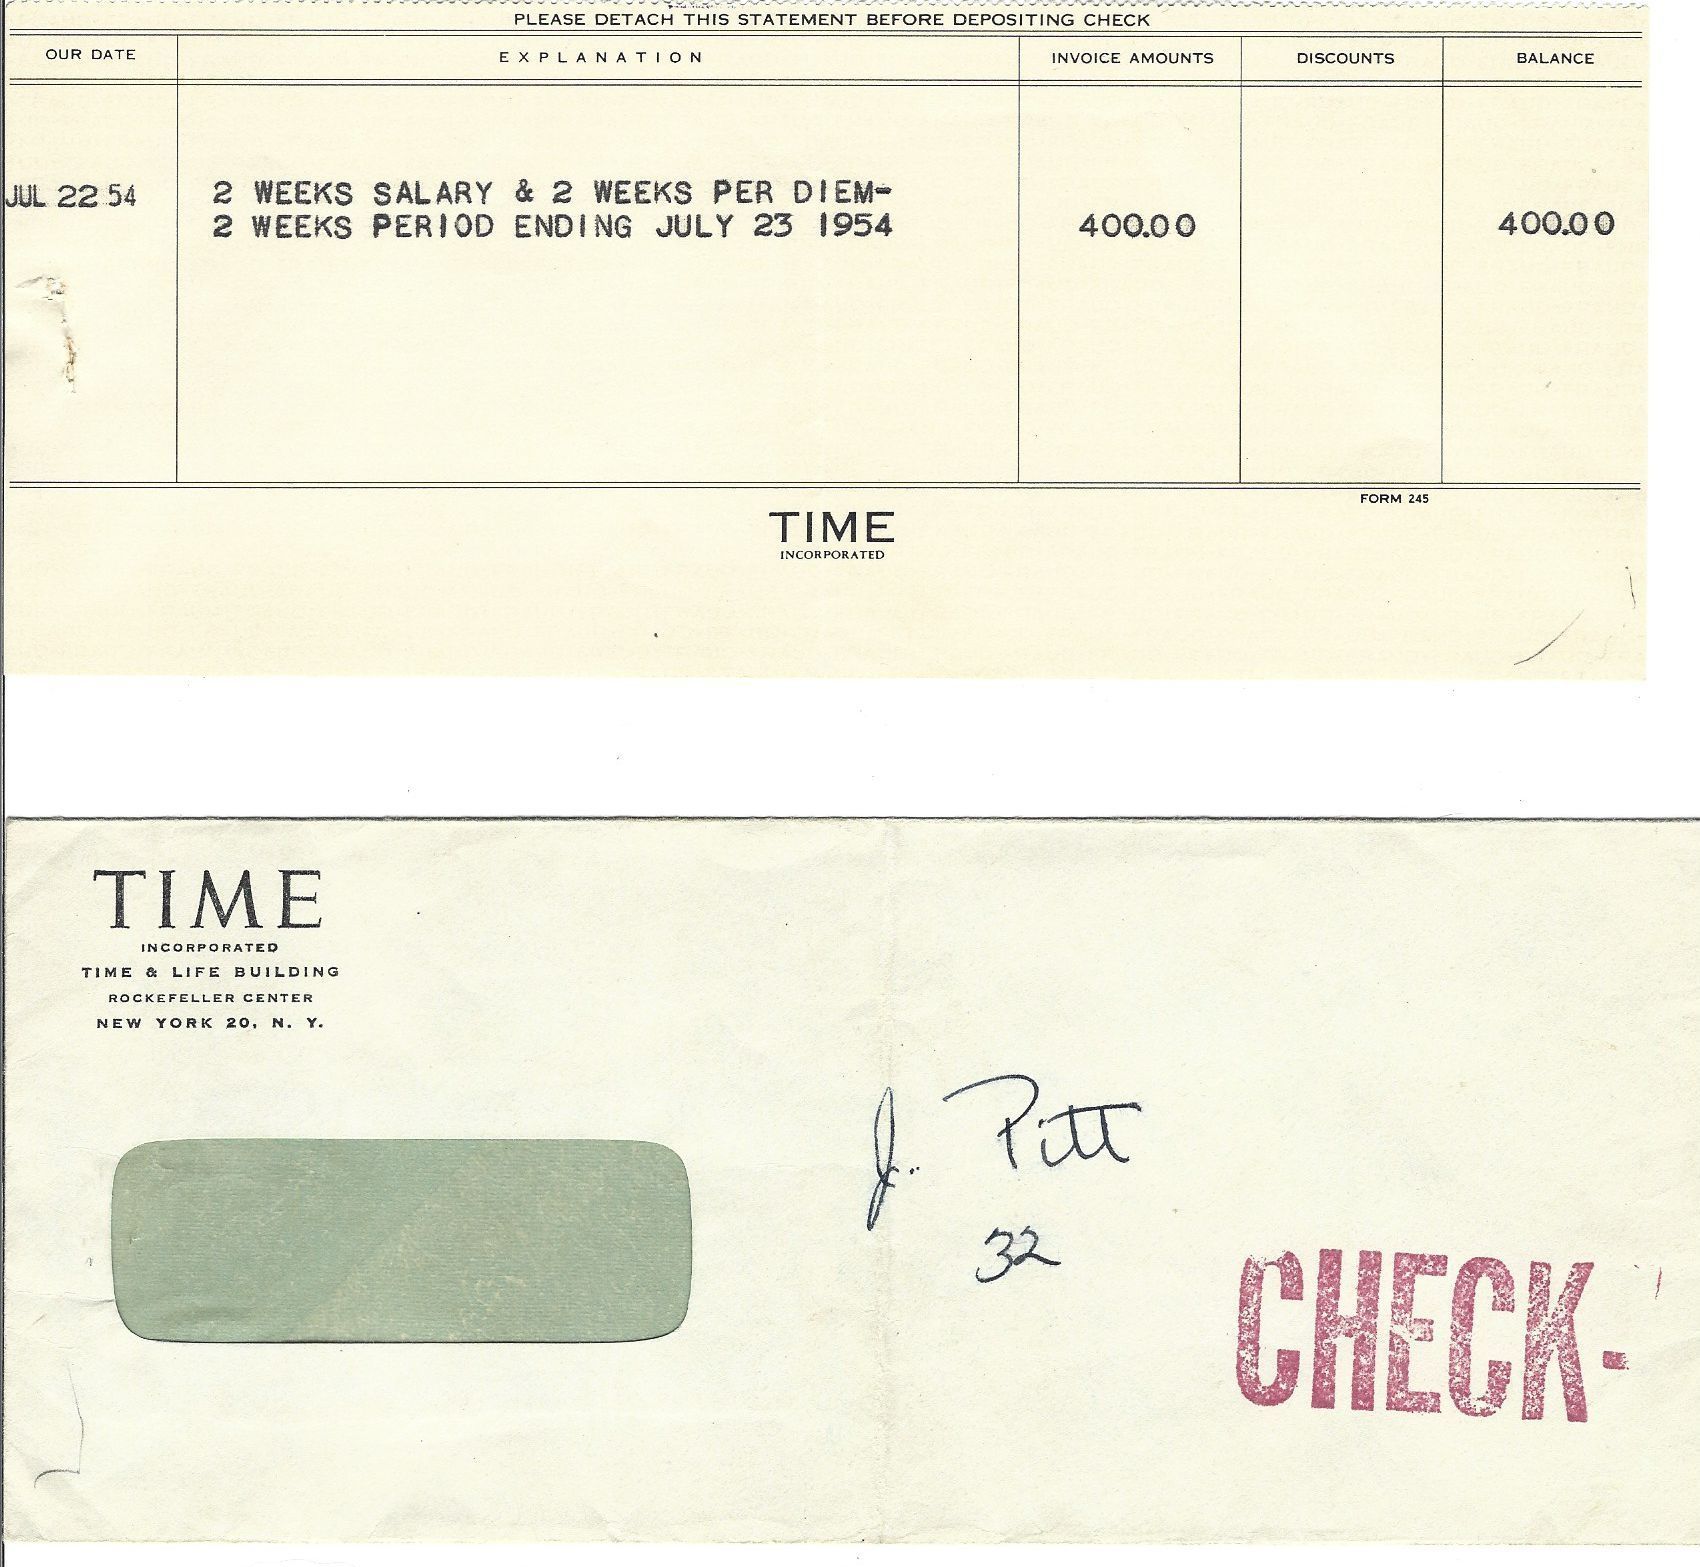 PLEASE DETACH THIS STATEMENT BEFORE DEPOSITING CHECK
OUR DATE EXPLANATION INVOICE AMOUNTS DISCOUNTS BALANCE
JUL 22 54 2 WEEKS SALARY & 2 WEEKS PER DIEM-
2 WEEKS PERIOD ENDING JULY 23 1954 400.00 400.00
FORM 245
TIME
INCORPORATED
TIME
INCORPORATED
TIME & LIFE BUILDING
ROCKEFELLER CENTER
NEW YORK 20, N. Y.
J. Pitt
32
CHECK-